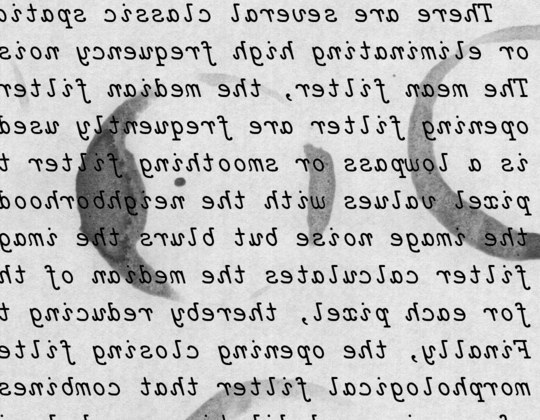 There are several classic spatia
or eliminating high frequency nois
The mean filter, the median filter
opening filter are frequently used
is a lowpass or smoothing filter t
pixel values with the neighborhood
the image noise but blurs the imag
filter calculates the median of th
for each pixel, thereby reducing t
Finally, the opening closing filte
morphological filter that combines